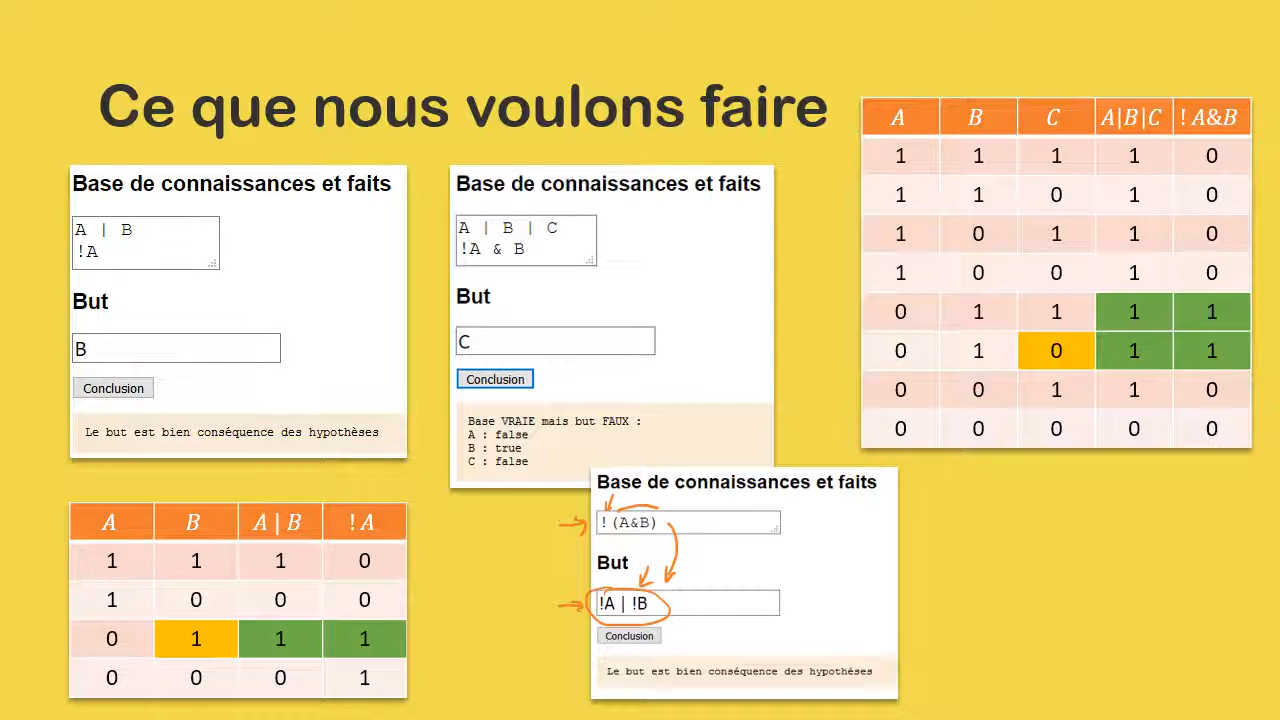 Ce que nous voulons faire
Base de connaissances et faits
A | B
!A
But
B
Conclusion
Le but est bien conséquence des hypothèses
Base de connaissances et faits
A | B | C
!A & B
But
C
Conclusion
Base VRAIE mais but FAUX :
A : false
B : true
C : false
A B C A|B|C !A&B
1 1 1 1 0
1 1 0 1 0
1 0 1 1 0
1 0 0 1 0
0 1 1 1 1
0 1 0 1 1
0 0 1 1 0
0 0 0 0 0
A B A|B !A
1 1 1 0
1 0 0 0
0 1 1 1
0 0 0 1
Base de connaissances et faits
!(A&B)
But
!A | !B
Conclusion
Le but est bien conséquence des hypothèses